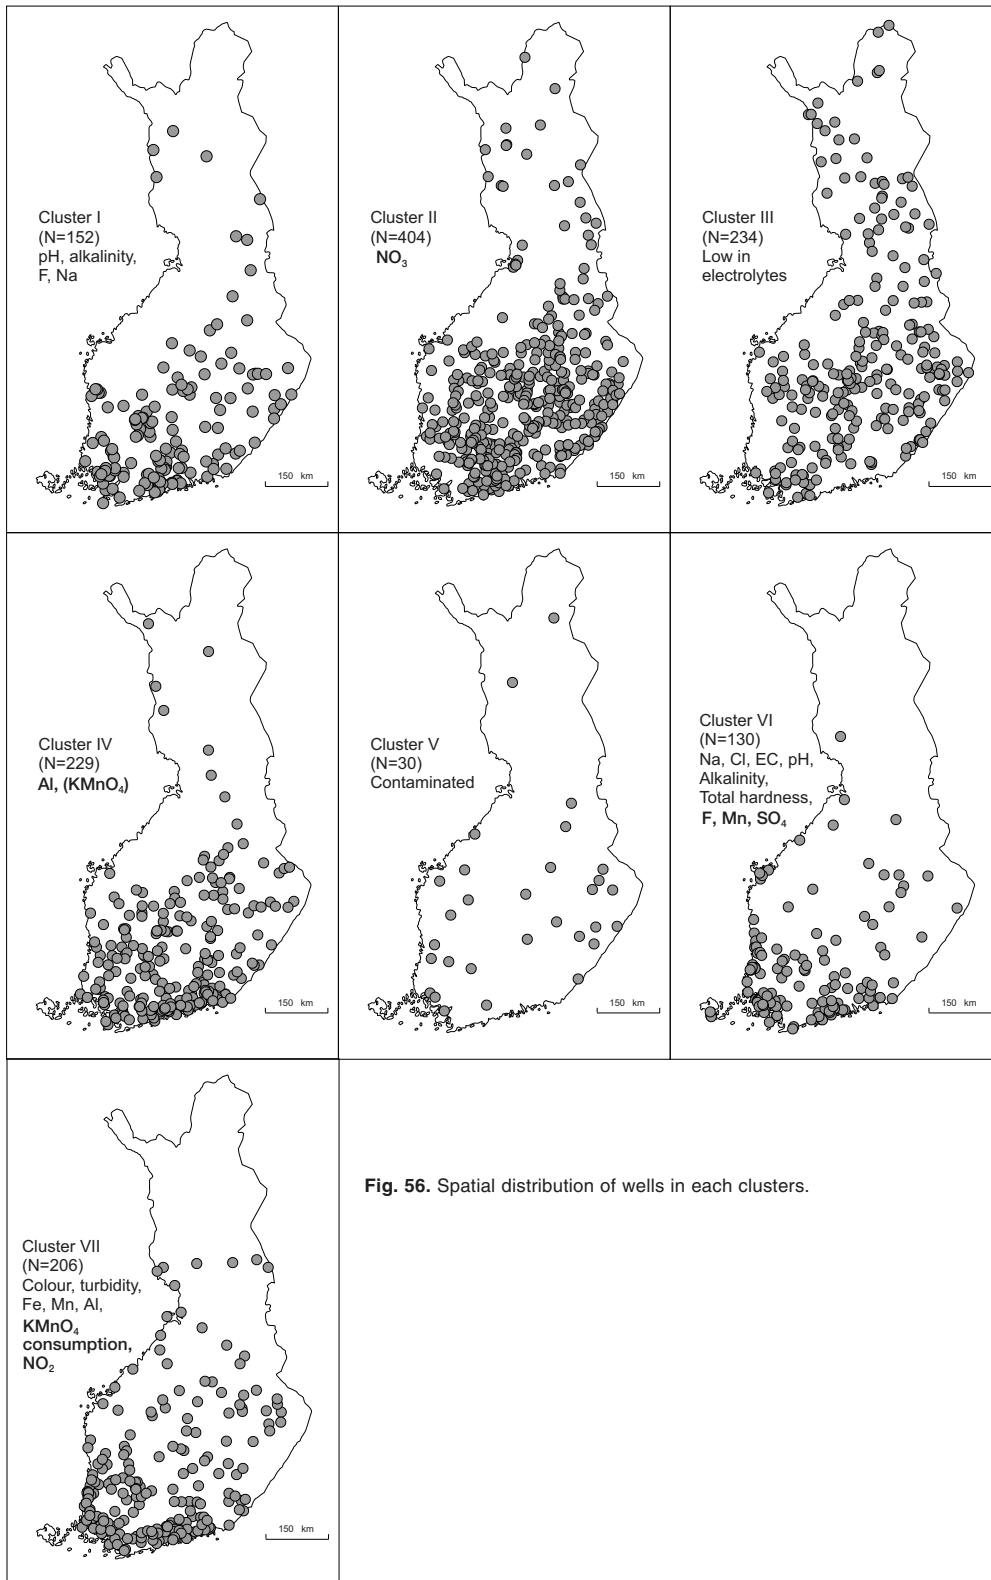 Cluster I
(N=152)
pH, alkalinity,
F, Na
150 km
Cluster II
(N=404)
NO₃
150 km
Cluster III
(N=234)
Low in
electrolytes
150 km
Cluster IV
(N=229)
Al, (KMnO₄)
150 km
Cluster V
(N=30)
Contaminated
150 km
Cluster VI
(N=130)
Na, Cl, EC, pH,
Alkalinity,
Total hardness,
F, Mn, SO₄
150 km
Cluster VII
(N=206)
Colour, turbidity,
Fe, Mn, Al,
KMnO₄
consumption,
NO₂
150 km
Fig. 56. Spatial distribution of wells in each clusters.